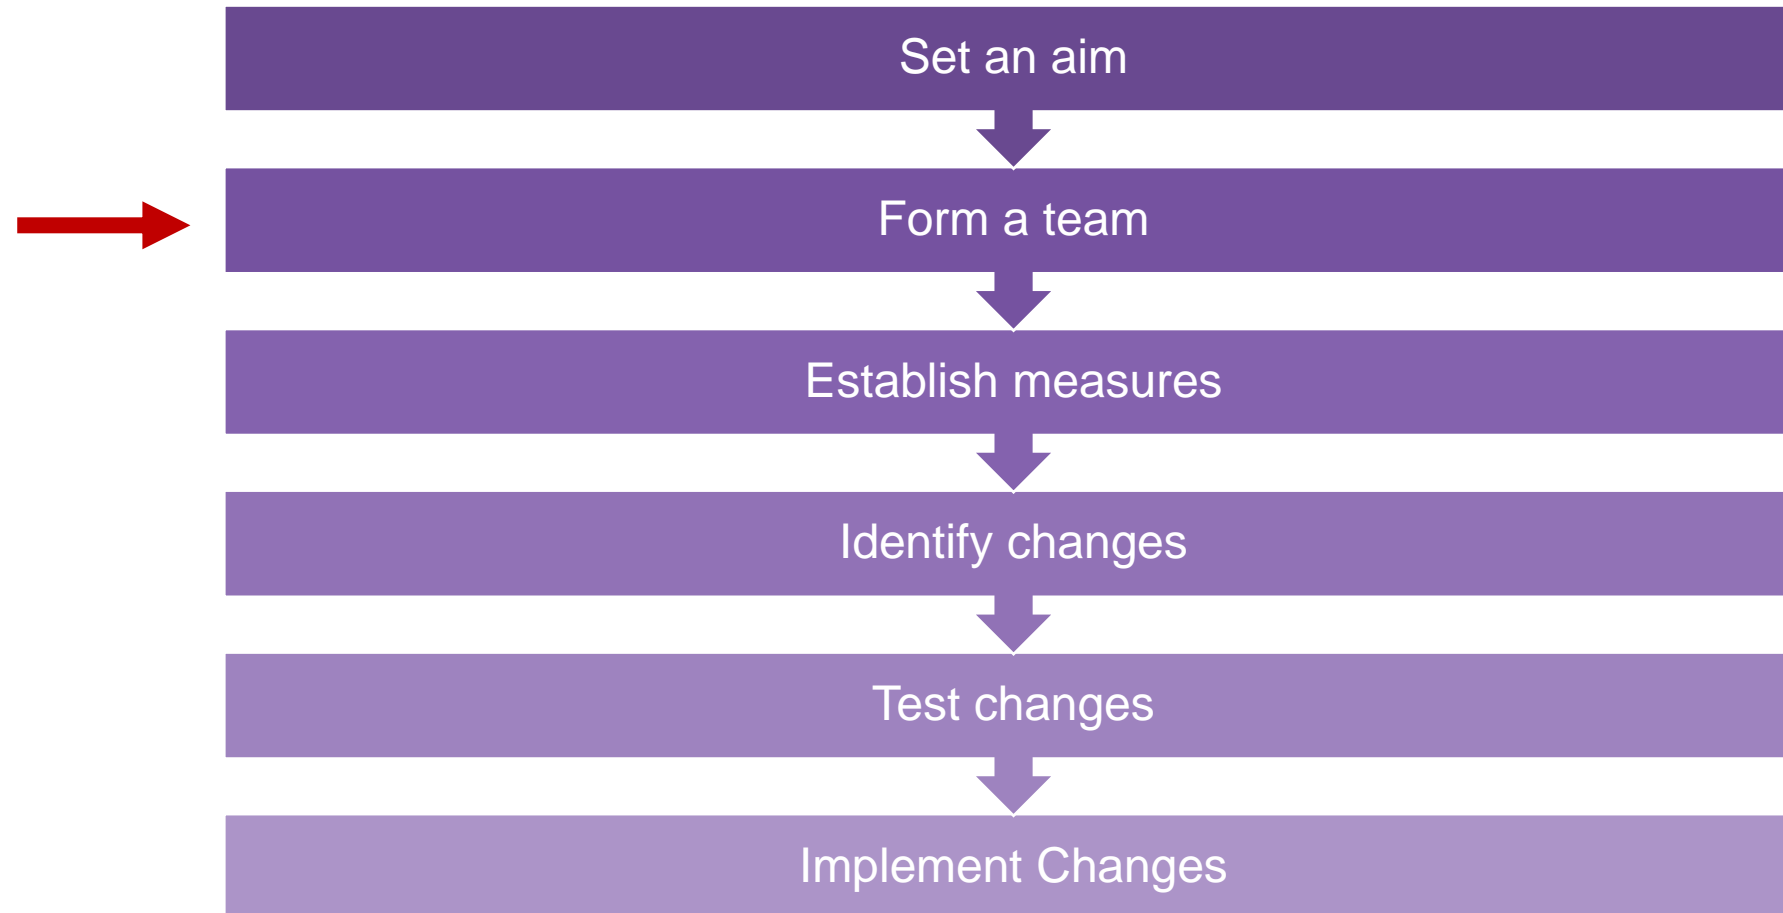 Set an aim
Form a team
Establish measures
Identify changes
Test changes
Implement Changes